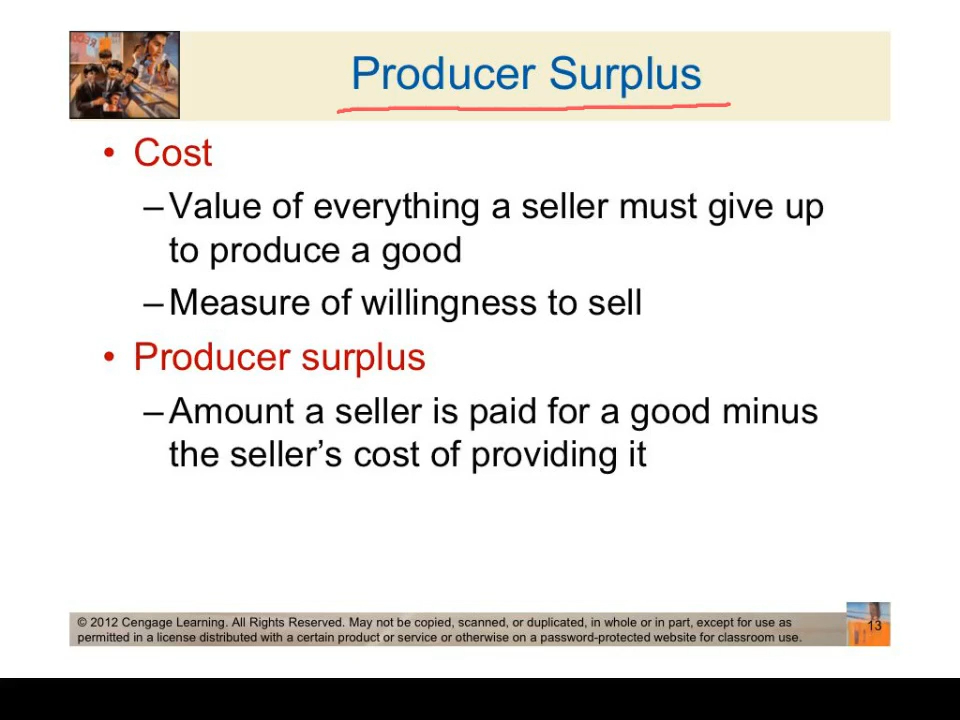 Producer Surplus
• Cost
–Value of everything a seller must give up
to produce a good
–Measure of willingness to sell
• Producer surplus
–Amount a seller is paid for a good minus
the seller’s cost of providing it
© 2012 Cengage Learning. All Rights Reserved. May not be copied, scanned, or duplicated, in whole or in part, except for use as
permitted in a license distributed with a certain product or service or otherwise on a password-protected website for classroom use.
13